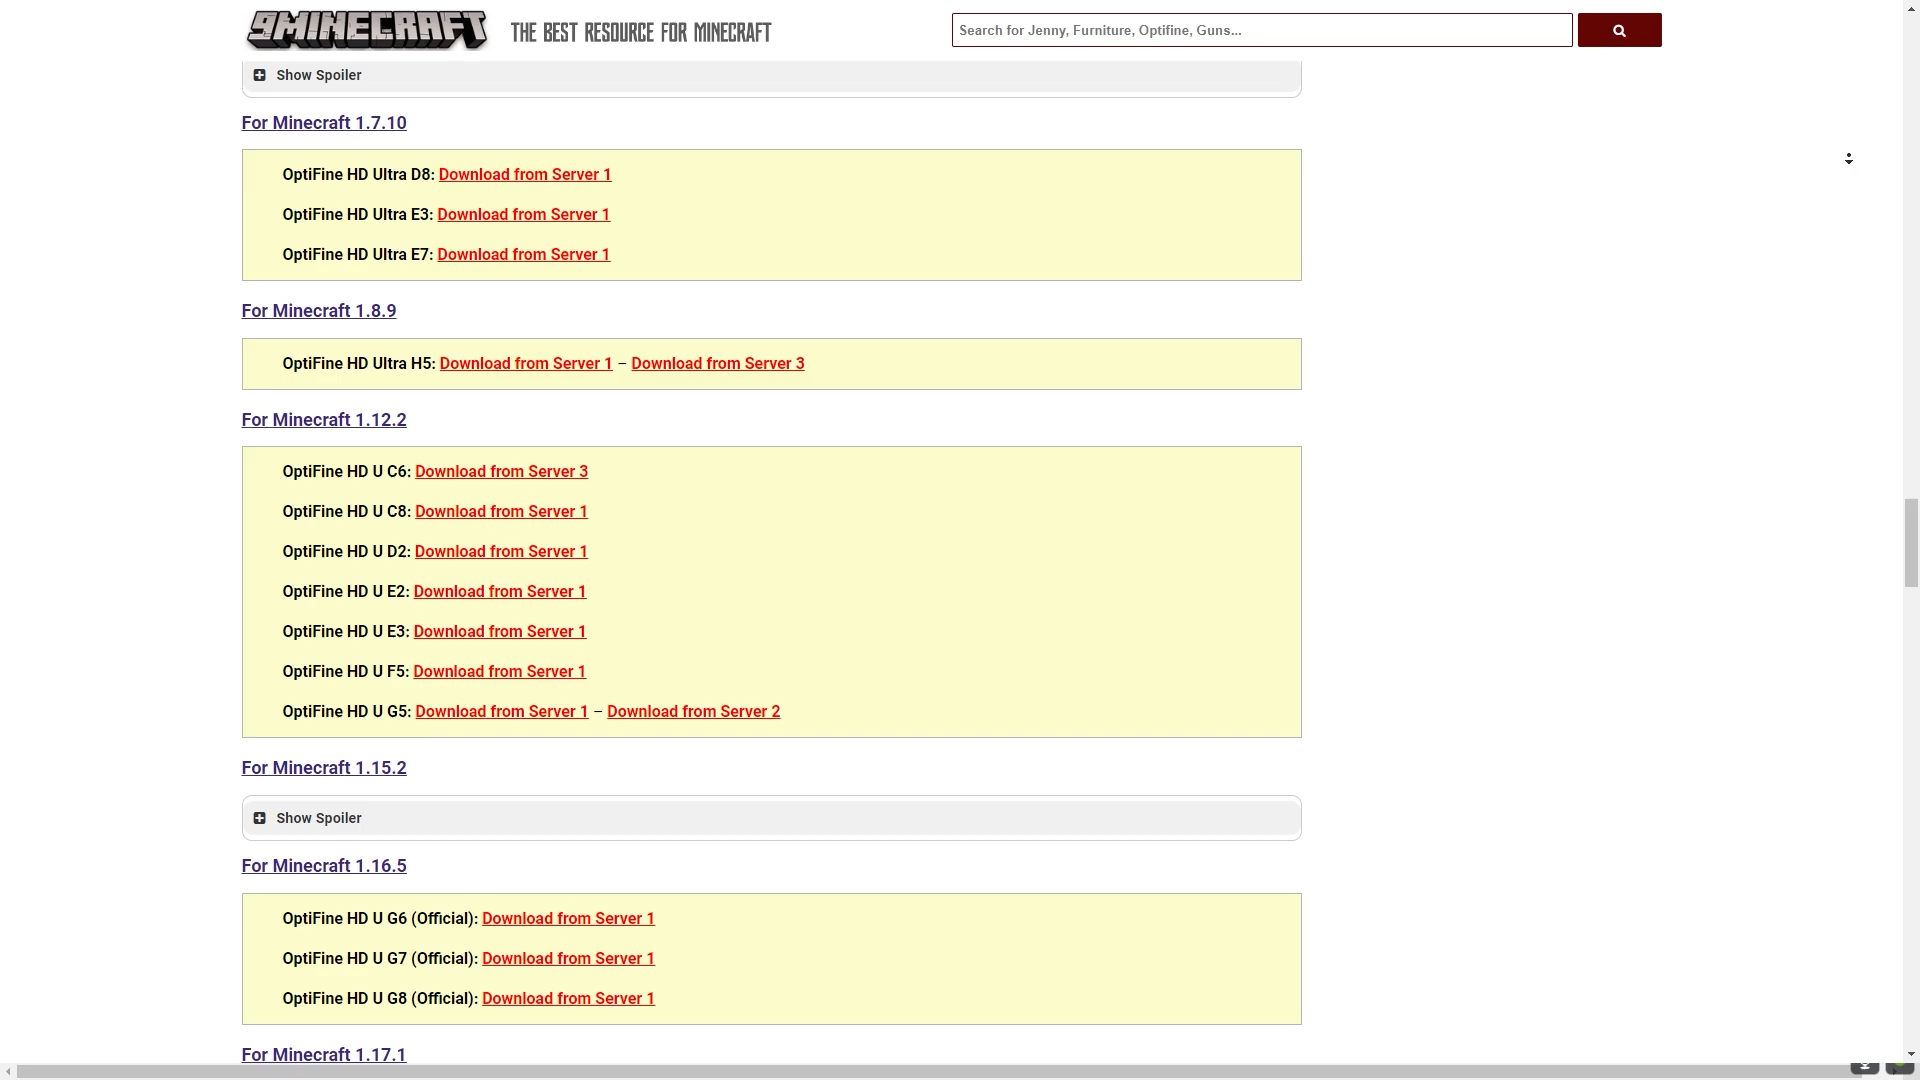 9MINECRAFT
THE BEST RESOURCE FOR MINECRAFT
Search for Jenny, Furniture, Optifine, Guns...
Show Spoiler
For Minecraft 1.7.10
OptiFine HD Ultra D8: Download from Server 1
OptiFine HD Ultra E3: Download from Server 1
OptiFine HD Ultra E7: Download from Server 1
For Minecraft 1.8.9
OptiFine HD Ultra H5: Download from Server 1 – Download from Server 3
For Minecraft 1.12.2
OptiFine HD U C6: Download from Server 3
OptiFine HD U C8: Download from Server 1
OptiFine HD U D2: Download from Server 1
OptiFine HD U E2: Download from Server 1
OptiFine HD U E3: Download from Server 1
OptiFine HD U F5: Download from Server 1
OptiFine HD U G5: Download from Server 1 – Download from Server 2
For Minecraft 1.15.2
Show Spoiler
For Minecraft 1.16.5
OptiFine HD U G6 (Official): Download from Server 1
OptiFine HD U G7 (Official): Download from Server 1
OptiFine HD U G8 (Official): Download from Server 1
For Minecraft 1.17.1